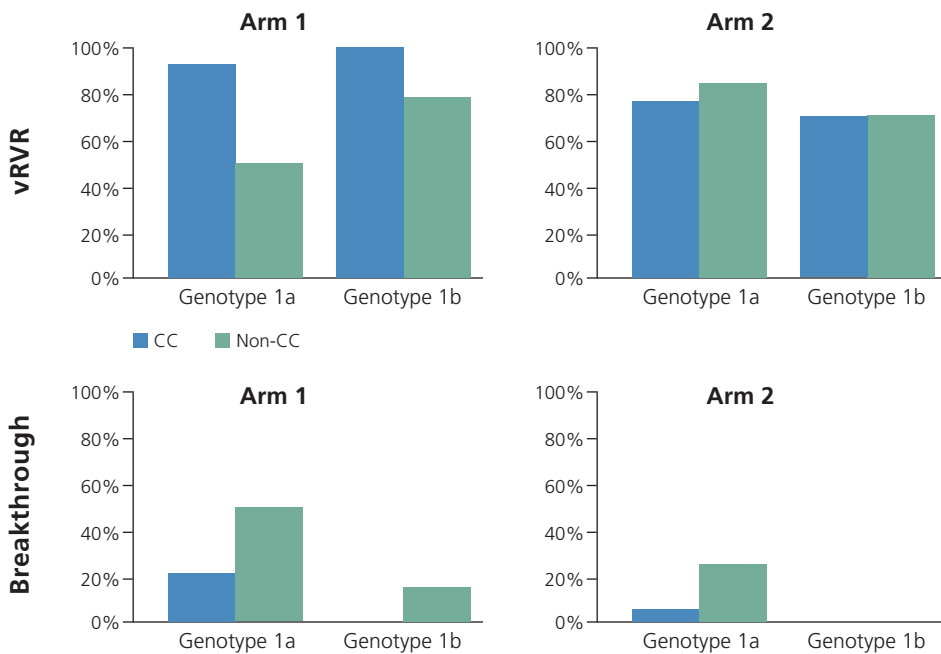 Arm 1
Arm 2
vRVR
100%
80%
60%
40%
20%
0%
Genotype 1a
Genotype 1b
100%
80%
60%
40%
20%
0%
Genotype 1a
Genotype 1b
CC
Non-CC
Arm 1
Arm 2
Breakthrough
100%
80%
60%
40%
20%
0%
Genotype 1a
Genotype 1b
100%
80%
60%
40%
20%
0%
Genotype 1a
Genotype 1b